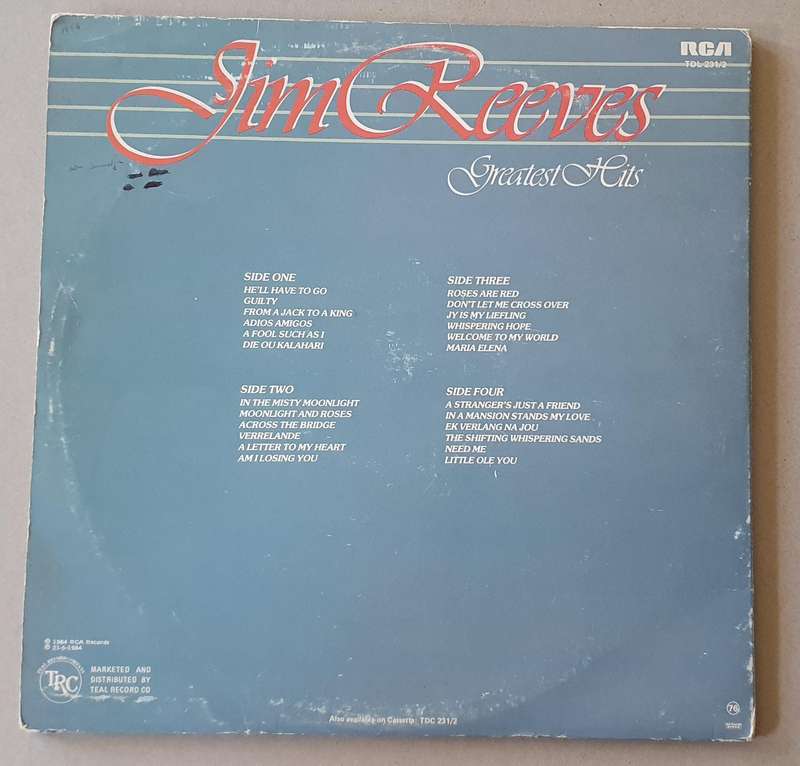 RCA
TDL 231/2
Jim Reeves
Greatest Hits
SIDE ONE
HE'LL HAVE TO GO
GUILTY
FROM A JACK TO A KING
ADIOS AMIGOS
A FOOL SUCH AS I
DIE OU KALAHARI
SIDE TWO
IN THE MISTY MOONLIGHT
MOONLIGHT AND ROSES
ACROSS THE BRIDGE
VERRELANDE
A LETTER TO MY HEART
AM I LOSING YOU
SIDE THREE
ROSES ARE RED
DON'T LET ME CROSS OVER
JY IS MY LIEFLING
WHISPERING HOPE
WELCOME TO MY WORLD
MARIA ELENA
SIDE FOUR
A STRANGER'S JUST A FRIEND
IN A MANSION STANDS MY LOVE
EK VERLANG NA JOU
THE SHIFTING WHISPERING SANDS
NEED ME
LITTLE OLE YOU
℗ 1984 RCA Records
© 21-5-1984
TRC
MARKETED AND
DISTRIBUTED BY
TEAL RECORD CO
Also available on Cassette: TDC 231/2
76